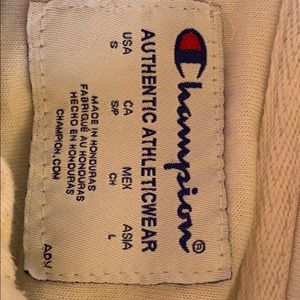 Champion®
AUTHENTIC ATHLETICWEAR
USA CA MEX ASIA
S S/P CH L
MADE IN HONDURAS
FABRIQUÉ AU HONDURAS
HECHO EN HONDURAS
CHAMPION.COM
ADV